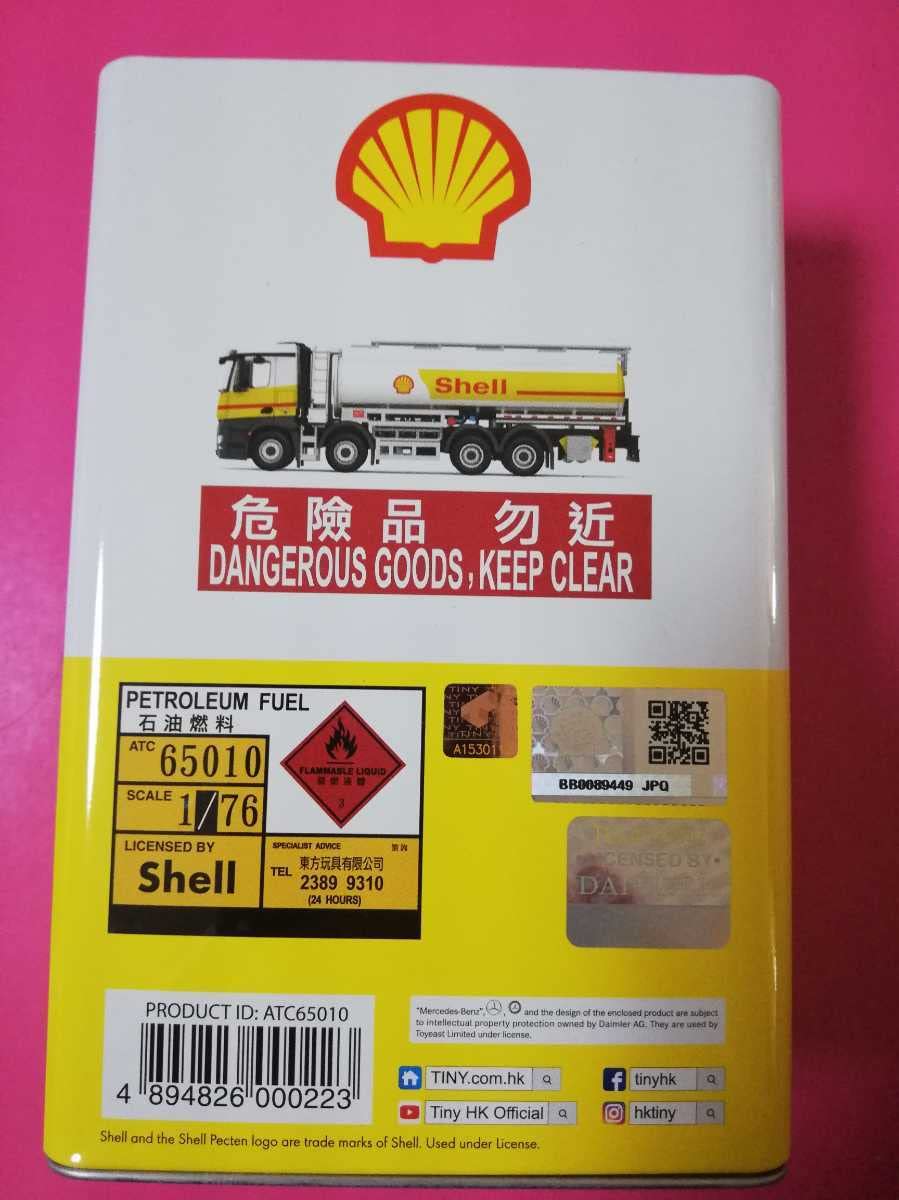 Shell
危險品 勿近
DANGEROUS GOODS, KEEP CLEAR
PETROLEUM FUEL
石油燃料
ATC 65010
SCALE 1/76
LICENSED BY
Shell
FLAMMABLE LIQUID
易燃液體
3
SPECIALIST ADVICE
東方玩具有限公司
TEL 2389 9310
(24 HOURS)
TINY
A15301
BB0089449 JPQ
LICENSED BY
PRODUCT ID: ATC65010
4 894826 000223
"Mercedes-Benz", and the design of the enclosed product are subject
to intellectual property protection owned by Daimler AG. They are used by
Toyeast Limited under license.
TINY.com.hk
tinyhk
Tiny HK Official
hktiny
Shell and the Shell Pecten logo are trade marks of Shell. Used under License.